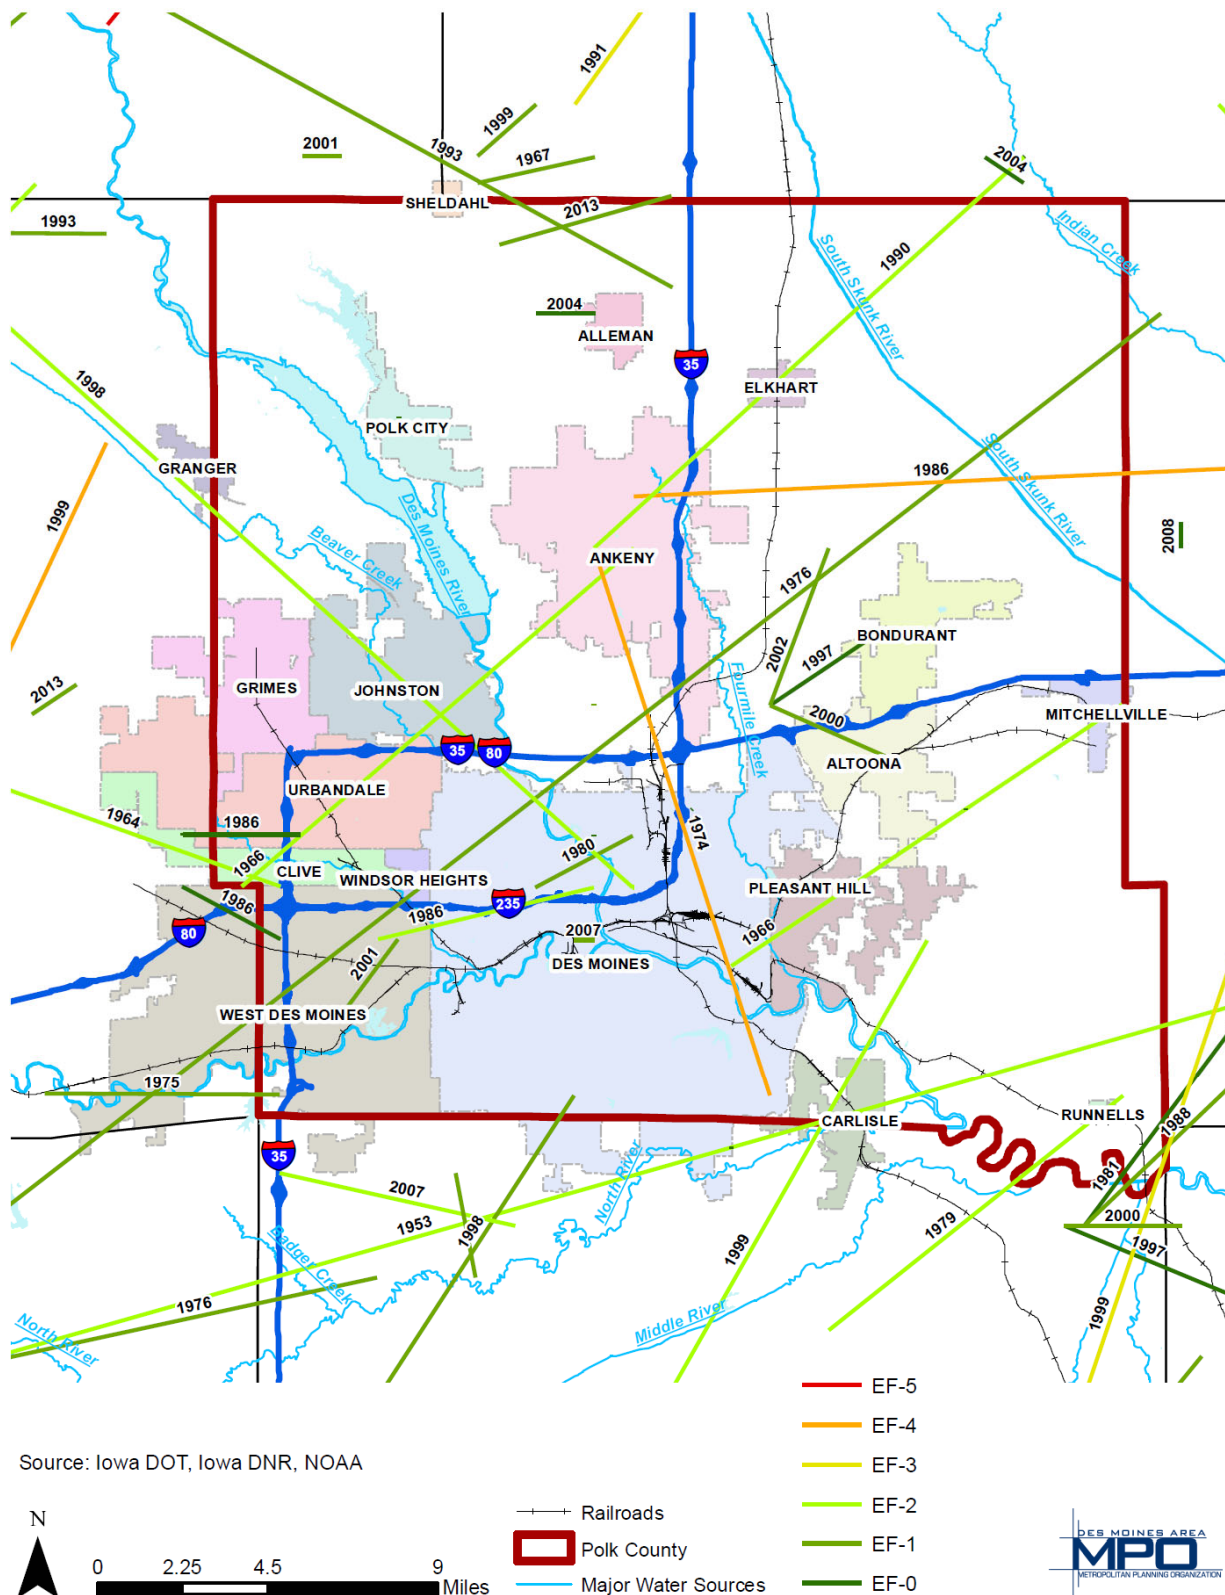 1991
1999
2001
1993
1967
2004
SHELDAHL
2013
1993
1990
Indian Creek
South Skunk River
2004
ALLEMAN
35
1998
ELKHART
POLK CITY
GRANGER
South Skunk River
1986
1999
Des Moines River
2008
Beaver Creek
ANKENY
1976
BONDURANT
2002
1997
Fourmile Creek
2013
GRIMES
JOHNSTON
2000
MITCHELLVILLE
35
80
ALTOONA
URBANDALE
1964
1986
1974
1980
1966
CLIVE
WINDSOR HEIGHTS
PLEASANT HILL
1986
1986
235
80
2007
1966
2001
DES MOINES
WEST DES MOINES
1975
RUNNELLS
CARLISLE
1988
35
1981
2007
North River
1953
1998
2000
1979
1997
1999
Badger Creek
1976
Middle River
1999
North River
EF-5
EF-4
Source: Iowa DOT, Iowa DNR, NOAA
EF-3
EF-2
N
Railroads
EF-1
Polk County
0 2.25 4.5 9
Miles
Major Water Sources
EF-0
DES MOINES AREA
MPO
METROPOLITAN PLANNING ORGANIZATION